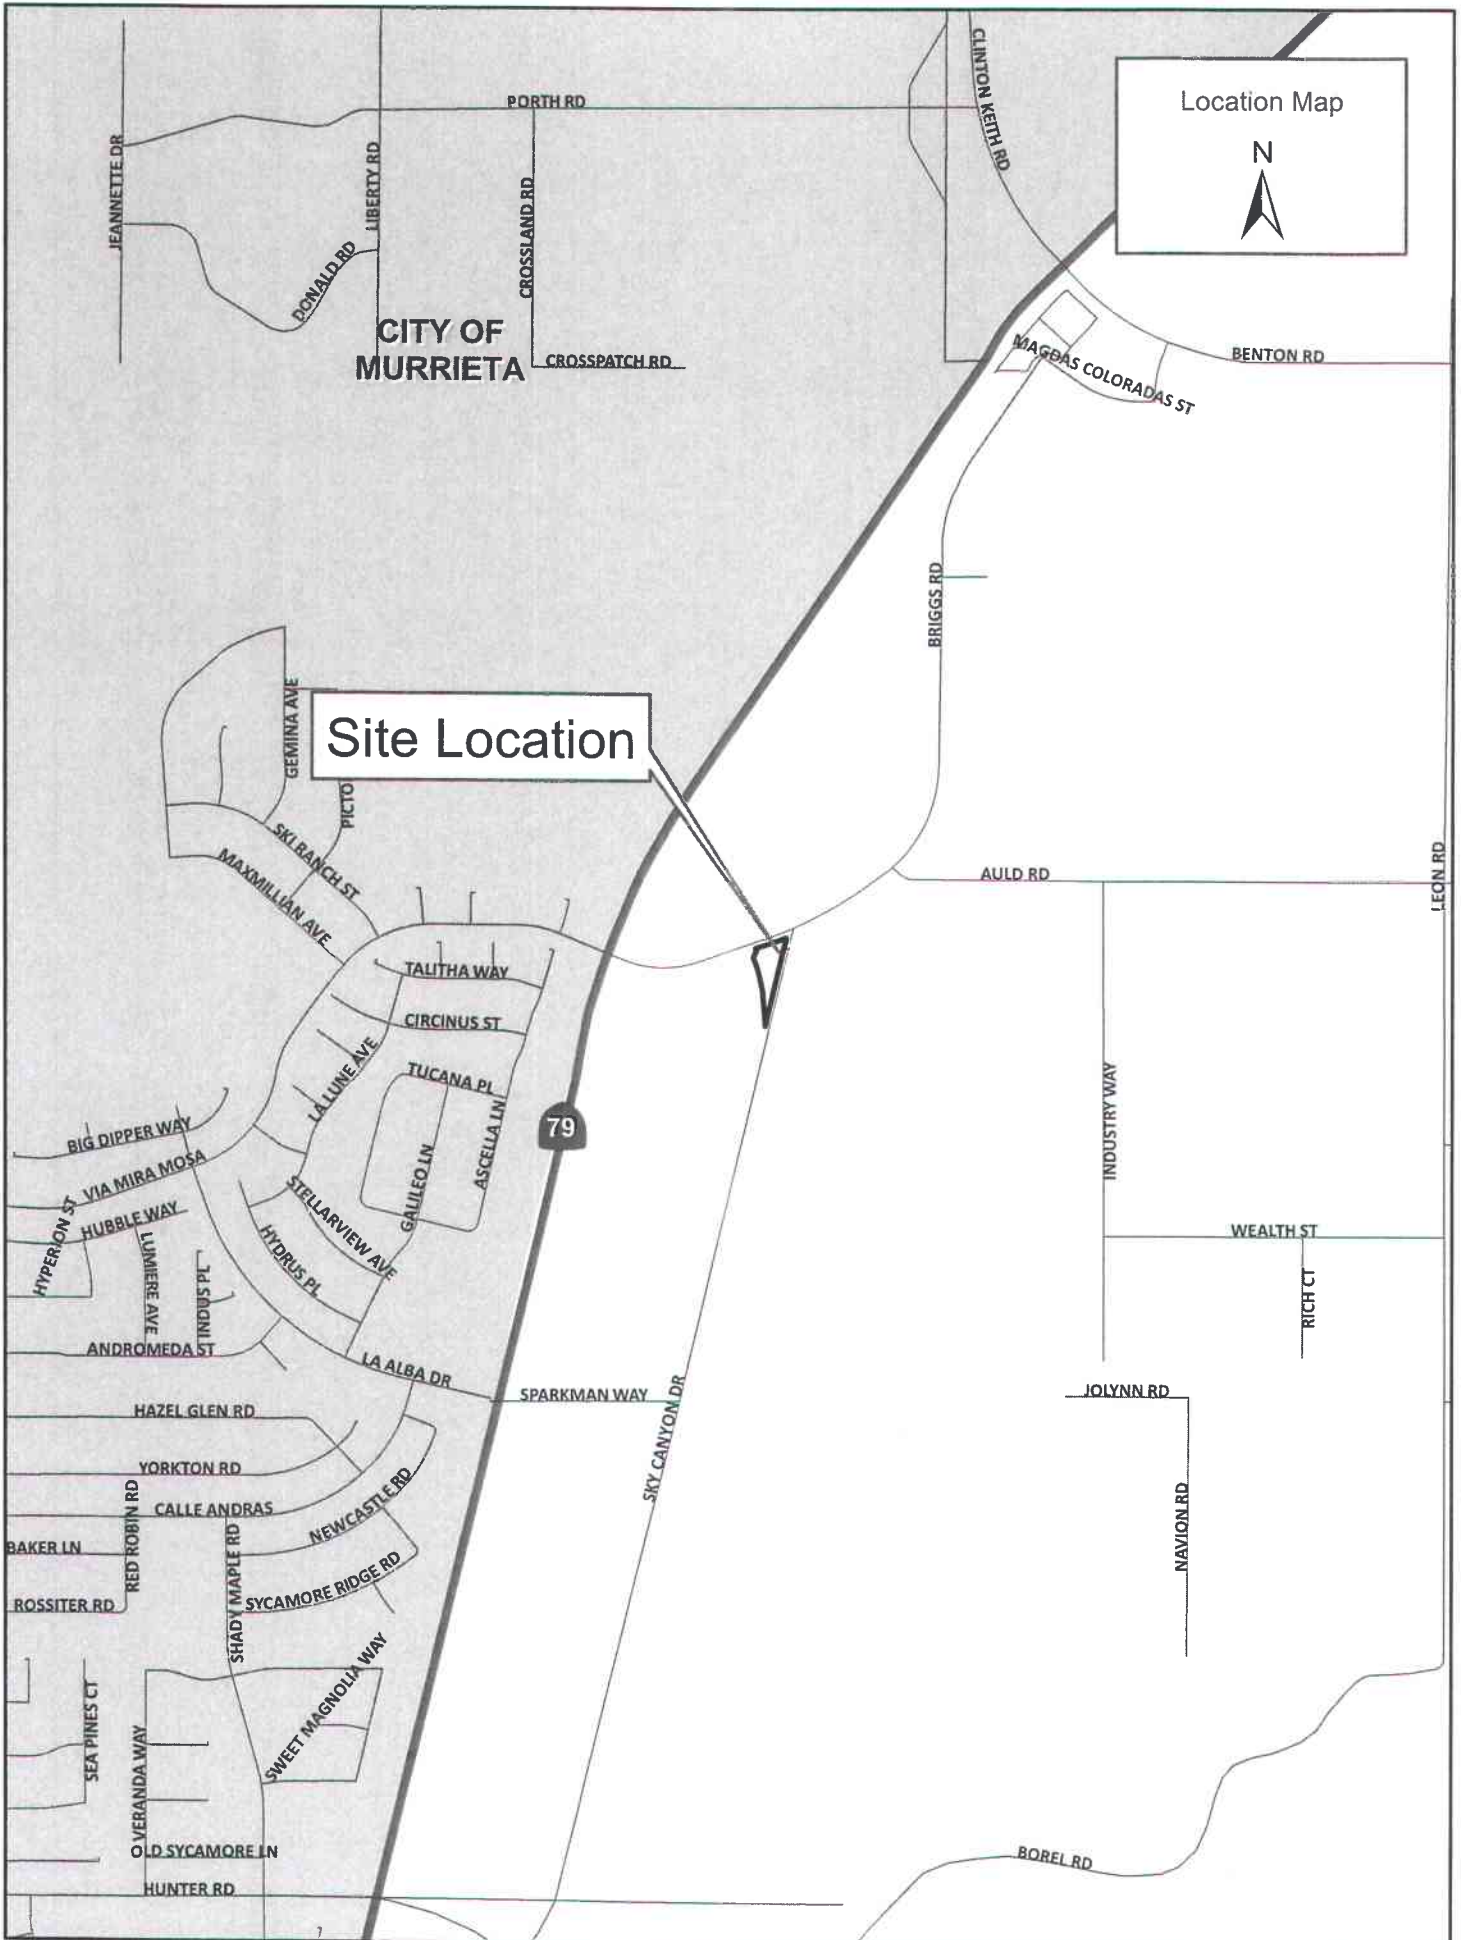 CLINTON KEITH RD
Location Map
PORTH RD
N
JEANNETTE DR
LIBERTY RD
CROSSLAND RD
DONALD RD
CITY OF
MURRIETA
CROSSPATCH RD
MAGDAS COLORADAS ST
BENTON RD
BRIGGS RD
GEMINA AVE
Site Location
PICTO
SKI RANCH ST
MAXMILLIAN AVE
AULD RD
LEON RD
TALITHA WAY
CIRCINUS ST
LA LUNE AVE
TUCANA PL
ASCELLA LN
GALILEO LN
79
INDUSTRY WAY
BIG DIPPER WAY
VIA MIRA MOSA
HYPERION ST
HUBBLE WAY
LUMIERE AVE
INDUS PL
HYDRUS PL
STELLARVIEW AVE
WEALTH ST
RICH CT
ANDROMEDA ST
LA ALBA DR
SPARKMAN WAY
SKY CANYON DR
JOLYNN RD
HAZEL GLEN RD
YORKTON RD
RED ROBIN RD
CALLE ANDRAS
NEWCASTLE RD
NAVION RD
BAKER LN
SHADY MAPLE RD
SYCAMORE RIDGE RD
ROSSITER RD
SEA PINES CT
VERANDA WAY
SWEET MAGNOLIA WAY
OLD SYCAMORE LN
BOREL RD
HUNTER RD